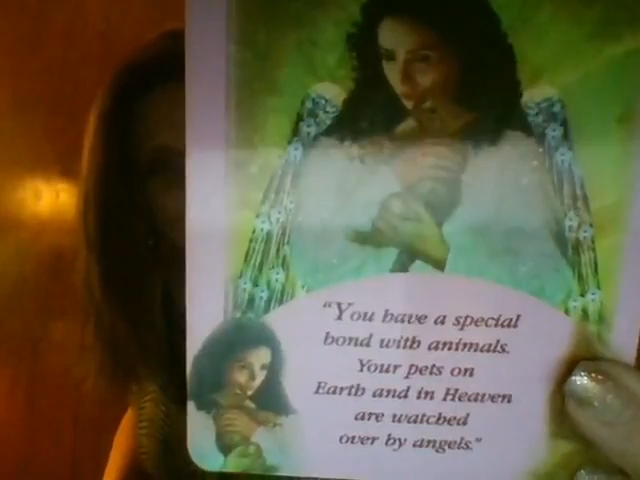 "You have a special
bond with animals.
Your pets on
Earth and in Heaven
are watched
over by angels."